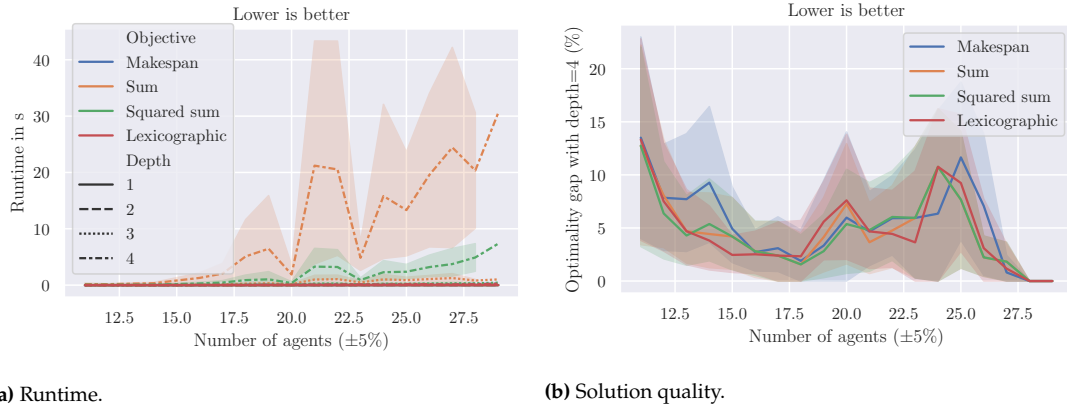 Lower is better
Runtime in s
40
30
20
10
0
Objective
Makespan
Sum
Squared sum
Lexicographic
Depth
1
2
3
4
12.5 15.0 17.5 20.0 22.5 25.0 27.5
Number of agents (±5%)
Lower is better
Optimality gap with depth=4 (%)
20
15
10
5
0
Makespan
Sum
Squared sum
Lexicographic
12.5 15.0 17.5 20.0 22.5 25.0 27.5
Number of agents (±5%)
a) Runtime.
(b) Solution quality.